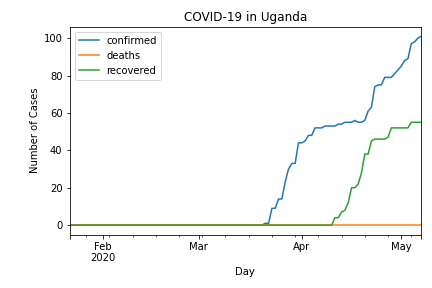 COVID-19 in Uganda
confirmed
deaths
recovered
Number of Cases
100
80
60
40
20
0
Feb
2020
Mar
Apr
May
Day